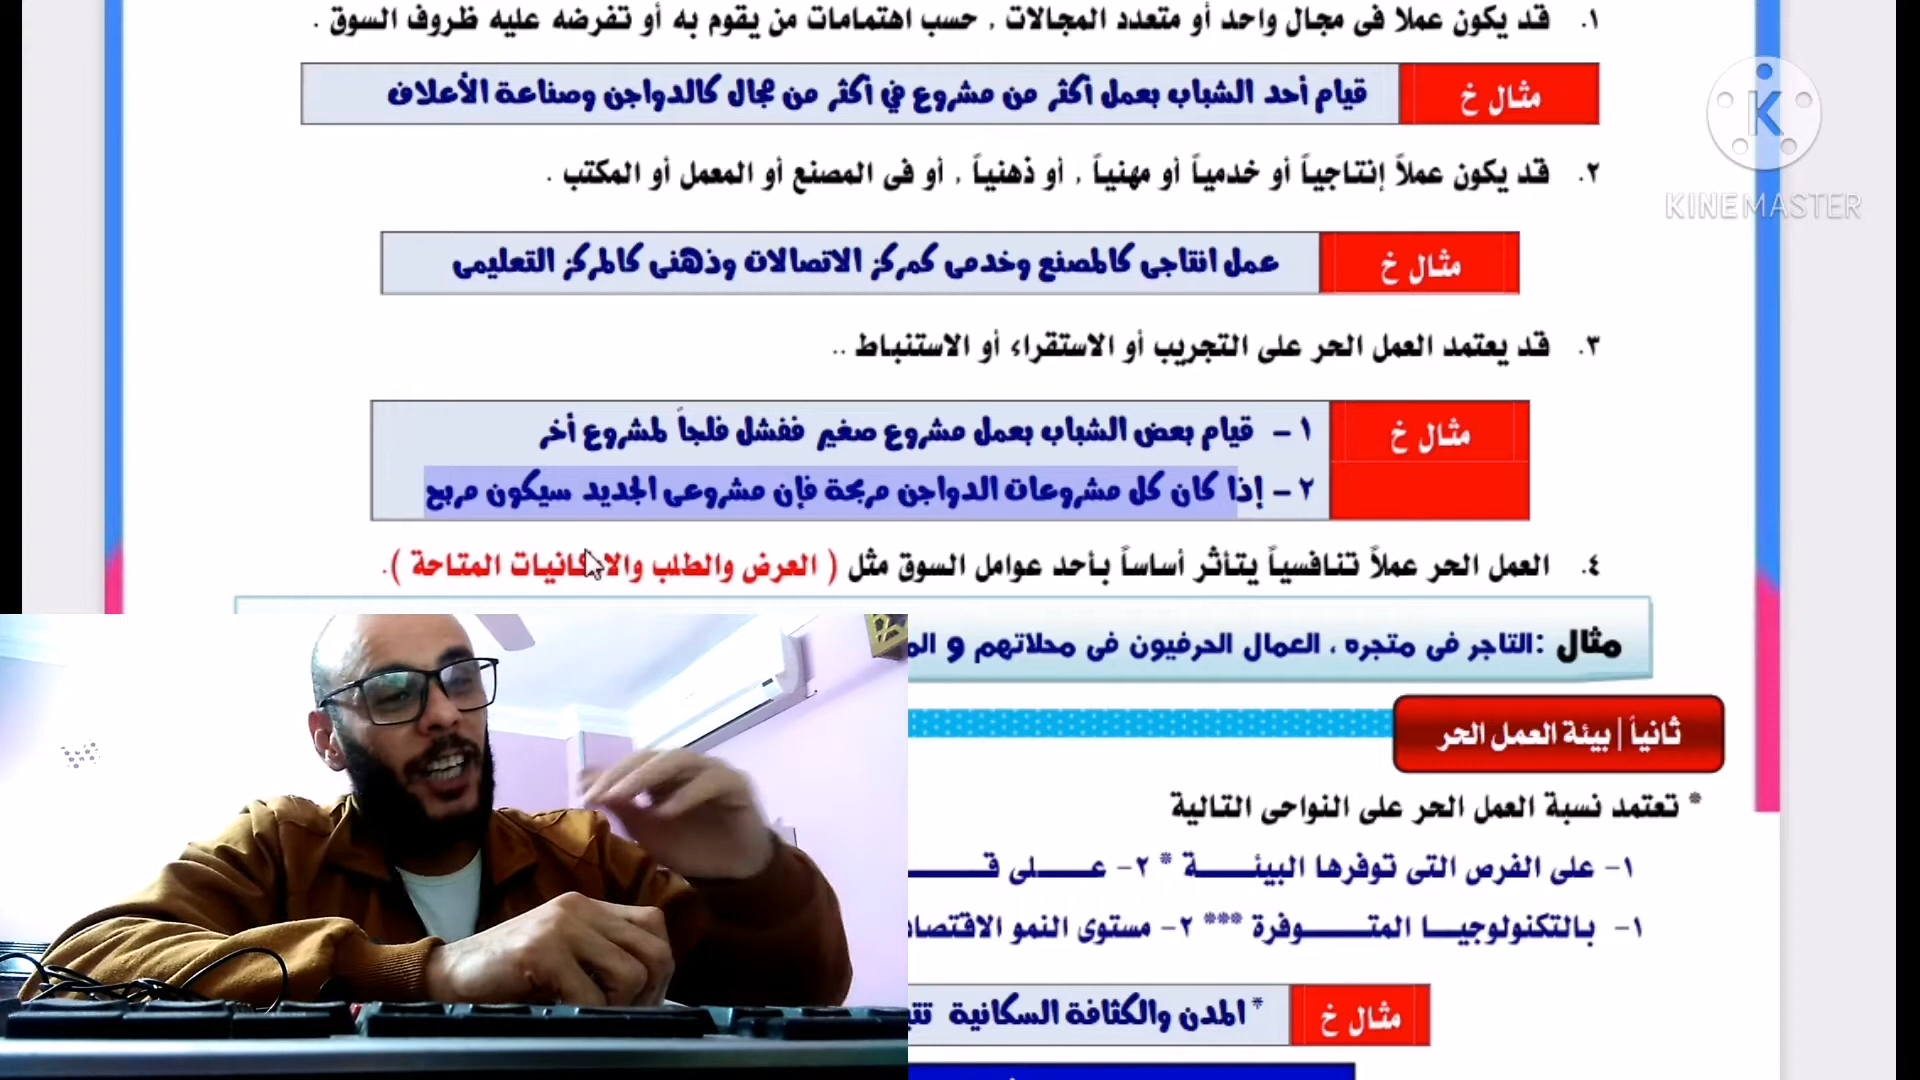 ١. قد يكون عملا فى مجال واحد أو متعدد المجالات , حسب اهتمامات من يقوم به أو تفرضه عليه ظروف السوق .
مثال خ
قيام أحد الشباب بعمل أكثر من مشروع في أكثر من مجال كالدواجن وصناعة الأعلاف
K
KINEMASTER
٢. قد يكون عملاً إنتاجياً أو خدمياً أو مهنياً , أو ذهنياً , أو فى المصنع أو المعمل أو المكتب .
مثال خ
عمل انتاجى كالمصنع وخدمى كمركز الاتصالات وذهنى كالمركز التعليمى
٣. قد يعتمد العمل الحر على التجريب أو الاستقراء أو الاستنباط ..
مثال خ
١ - قيام بعض الشباب بعمل مشروع صغير ففشل فلجاً لمشروع أخر
٢ - إذا كان كل مشروعات الدواجن مربحة فإن مشروعى الجديد سيكون مربح
٤. العمل الحر عملاً تنافسياً يتأثر أساساً بأحد عوامل السوق مثل ( العرض والطلب والامكانيات المتاحة ).
مثال : التاجر فى متجره ، العمال الحرفيون فى محلاتهم و
ثانياً | بيئة العمل الحر
* تعتمد نسبة العمل الحر على النواحى التالية
١- على الفرص التى توفرها البيئـــــة * ٢- عـــــلى
١- بالتكنولوجيـــا المتـــــوفرة *** ٢- مستوى النمو
مثال خ
* المدن والكثافة السكانية